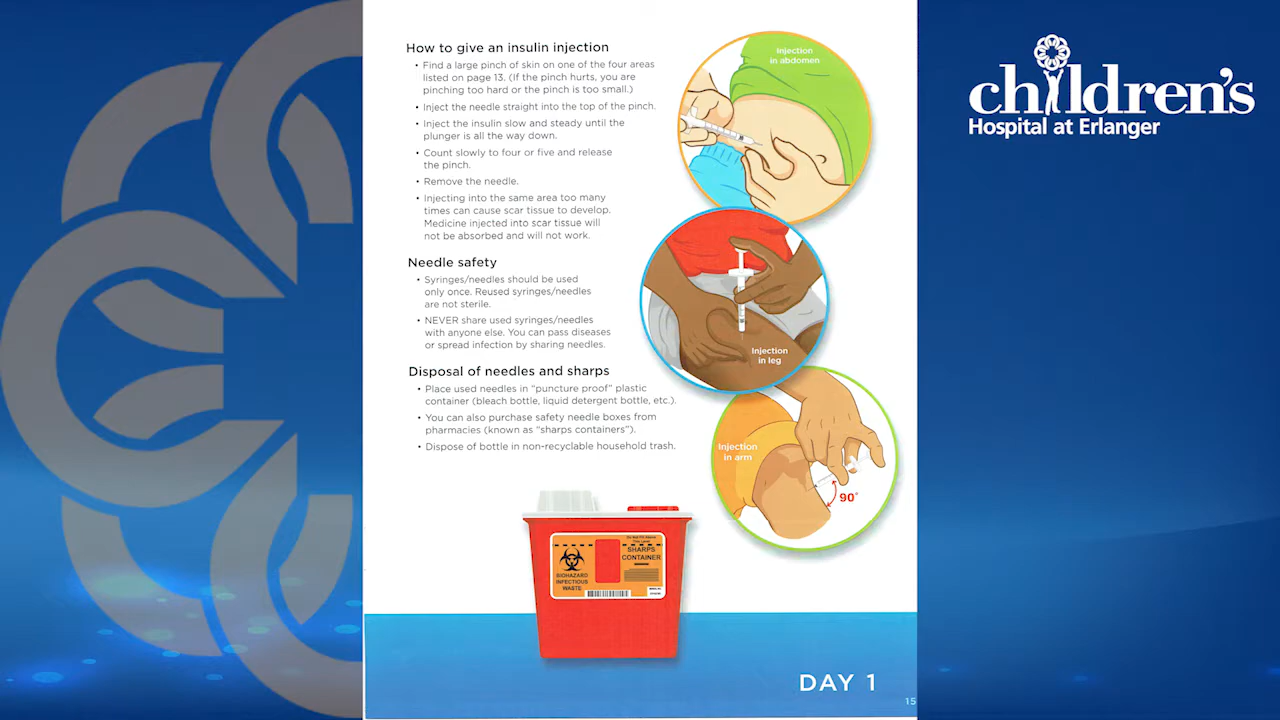 How to give an insulin injection
• Find a large pinch of skin on one of the four areas
listed on page 13. (If the pinch hurts, you are
pinching too hard or the pinch is too small.)
• Inject the needle straight into the top of the pinch.
• Inject the insulin slow and steady until the
plunger is all the way down.
• Count slowly to four or five and release
the pinch.
• Remove the needle.
• Injecting into the same area too many
times can cause scar tissue to develop.
Medicine injected into scar tissue will
not be absorbed and will not work.
Needle safety
• Syringes/needles should be used
only once. Reused syringes/needles
are not sterile.
• NEVER share used syringes/needles
with anyone else. You can pass diseases
or spread infection by sharing needles.
Disposal of needles and sharps
• Place used needles in “puncture proof” plastic
container (bleach bottle, liquid detergent bottle, etc.).
• You can also purchase safety needle boxes from
pharmacies (known as “sharps containers”).
• Dispose of bottle in non-recyclable household trash.
Injection
in abdomen
Injection
in leg
Injection
in arm
90°
Do Not Fill Above
This Level
SHARPS
CONTAINER
BIOHAZARD
INFECTIOUS
WASTE
DAY 1
15
children's
Hospital at Erlanger